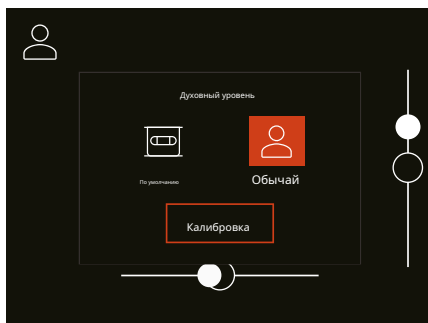 Духовный уровень
По умолчанию
Обычай
Калибровка